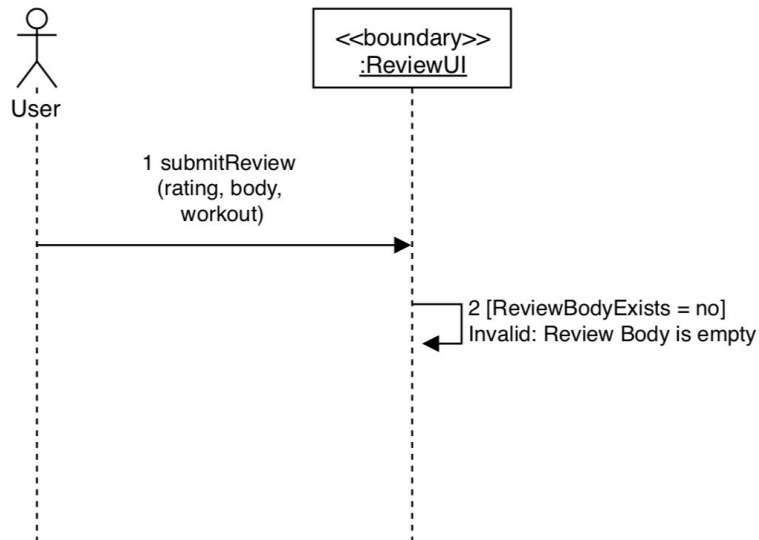 <<boundary>>
:ReviewUI
User
1 submitReview
(rating, body,
workout)
2 [ReviewBodyExists = no]
Invalid: Review Body is empty